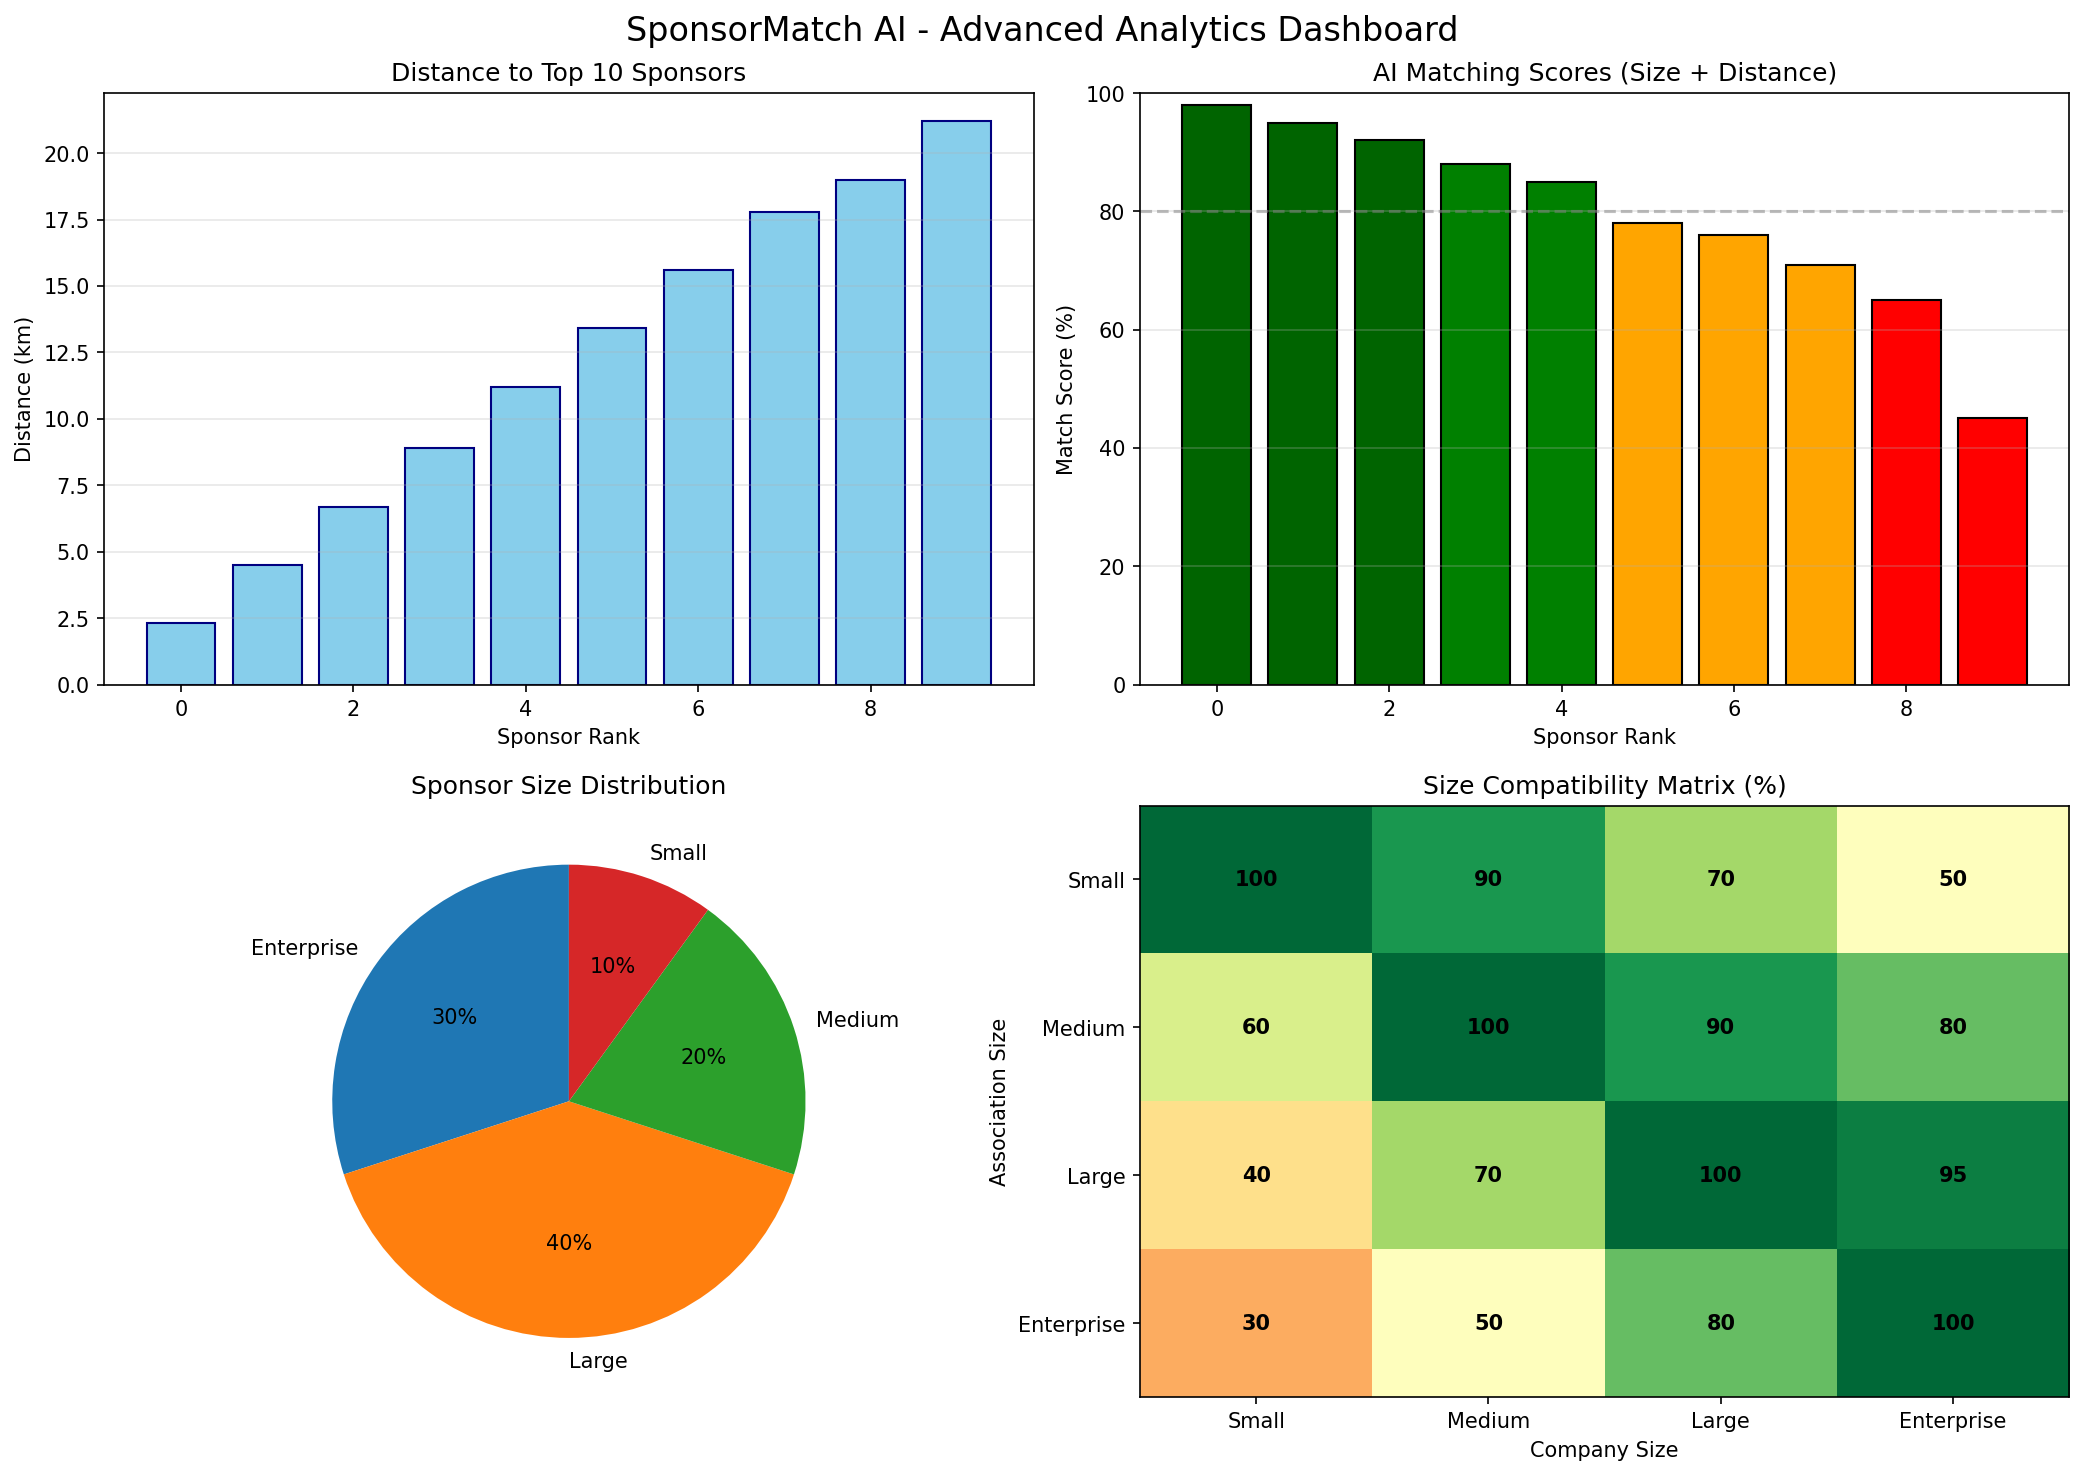 SponsorMatch AI - Advanced Analytics Dashboard
Distance to Top 10 Sponsors
Distance (km)
20.0
17.5
15.0
12.5
10.0
7.5
5.0
2.5
0.0
0 2 4 6 8
Sponsor Rank
AI Matching Scores (Size + Distance)
Match Score (%)
100
80
60
40
20
0
0 2 4 6 8
Sponsor Rank
Sponsor Size Distribution
Small
10%
Enterprise
30%
Medium
20%
40%
Large
Size Compatibility Matrix (%)
Association Size
Small 100 90 70 50
Medium 60 100 90 80
Large 40 70 100 95
Enterprise 30 50 80 100
Small Medium Large Enterprise
Company Size